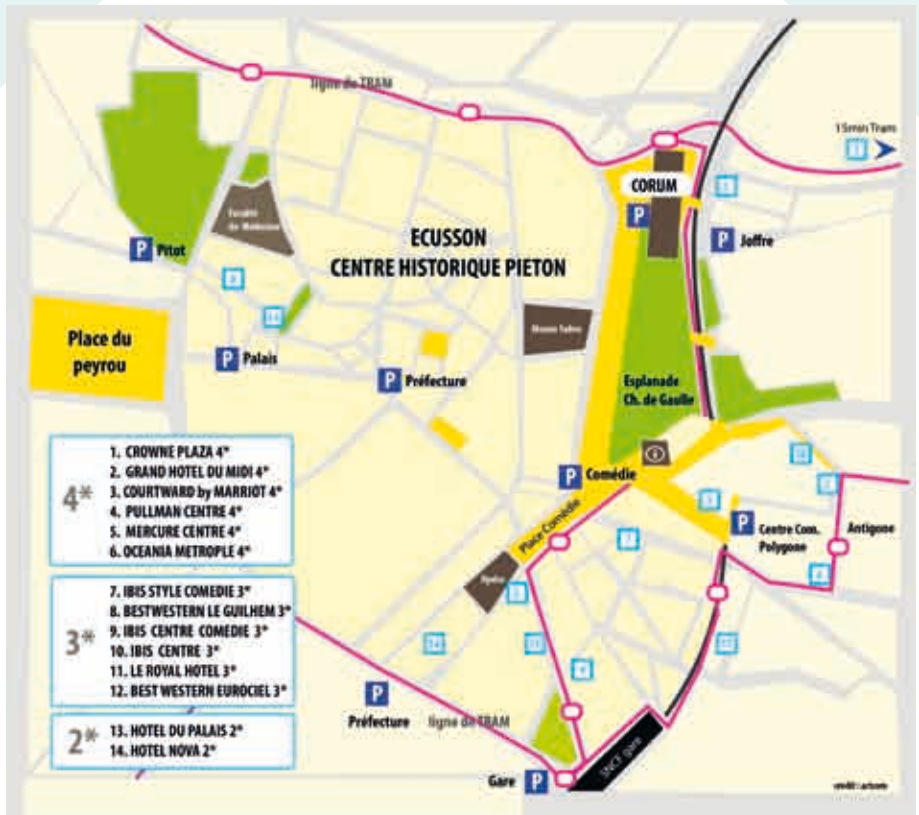 ligne de TRAM
15min Tram
CORUM
P
P Joffre
Faculté
de Médecine
ECUSSON
CENTRE HISTORIQUE PIETON
P Pitot
Place du
peyrou
P Palais
P Préfecture
Esplanade
Ch. de Gaulle
P Comédie
Place Comédie
P Centre Com.
Polygone
Antigone
Opéra
4*
1. CROWNE PLAZA 4*
2. GRAND HOTEL DU MIDI 4*
3. COURTWARD by MARRIOT 4*
4. PULLMAN CENTRE 4*
5. MERCURE CENTRE 4*
6. OCEANIA METROPLE 4*
3*
7. IBIS STYLE COMEDIE 3*
8. BESTWESTERN LE GUILHEM 3*
9. IBIS CENTRE COMEDIE 3*
10. IBIS CENTRE 3*
11. LE ROYAL HOTEL 3*
12. BEST WESTERN EUROCIEL 3*
2*
13. HOTEL DU PALAIS 2*
14. HOTEL NOVA 2*
P
Préfecture
ligne de TRAM
Gare P
SNCF gare